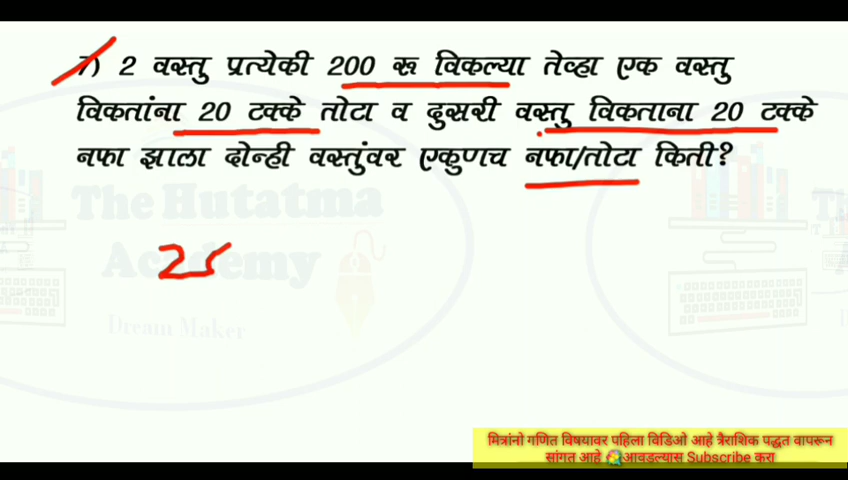 7) 2 वस्तु प्रत्येकी 200 रू विकल्या तेव्हा एक वस्तु
विकतांना 20 टक्के तोटा व दुसरी वस्तु विकताना 20 टक्के
नफा झाला दोन्ही वस्तुंवर एकुणच नफा/तोटा किती?
The Hutatma
Academy
Dream Maker
मित्रांनो गणित विषयावर पहिला विडिओ आहे त्रैराशिक पद्धत वापरून
सांगत आहे आवडल्यास Subscribe करा